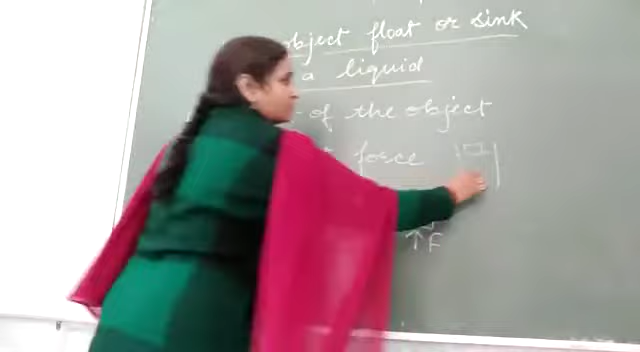 object float or sink
a liquid
of the object
force
↑ F